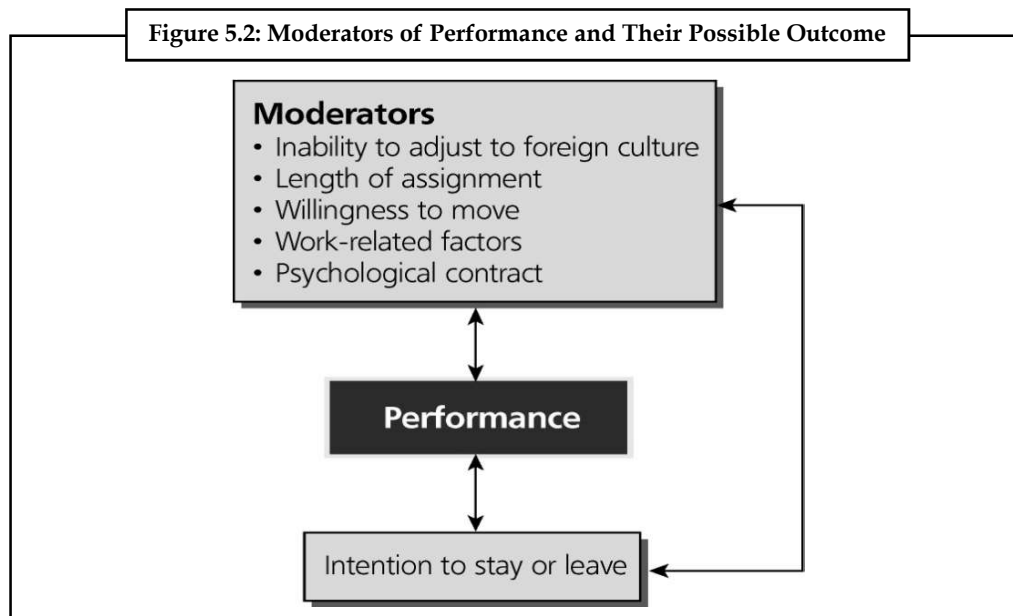 Figure 5.2: Moderators of Performance and Their Possible Outcome
Moderators
• Inability to adjust to foreign culture
• Length of assignment
• Willingness to move
• Work-related factors
• Psychological contract
Performance
Intention to stay or leave